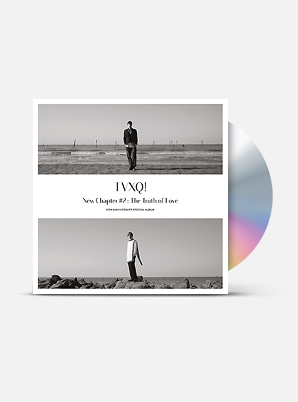 TVXQ!
New Chapter #2 : The Truth of Love
15TH ANNIVERSARY SPECIAL ALBUM